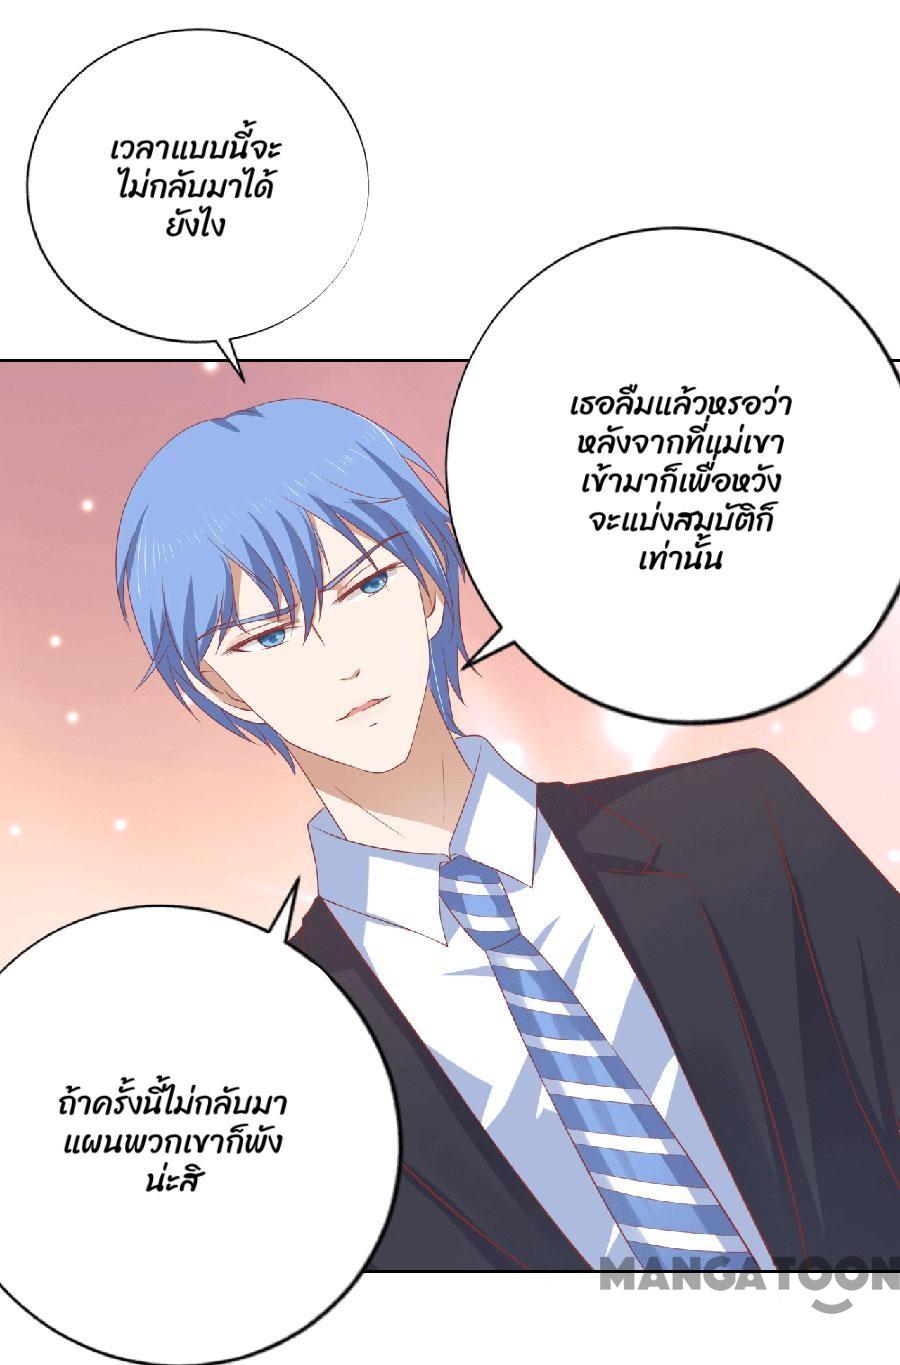 เวลาแบบนี้จะ
ไม่กลับมาได้
ยังไง
เธอลืมแล้วหรอว่า
หลังจากที่แม่เขา
เข้ามาก็เพื่อหวัง
จะแบ่งสมบัติก็
เท่านั้น
ถ้าครั้งนี้ไม่กลับมา
แผนพวกเขาก็พัง
น่ะสิ
MANGATOON